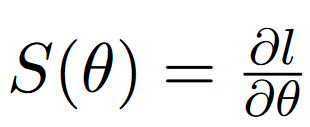 S(θ) = ∂l/∂θ